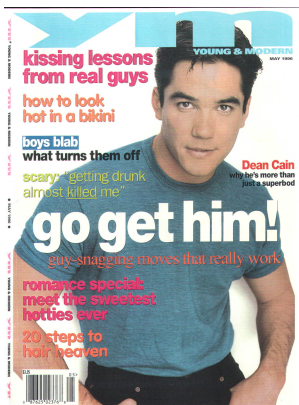 ym
YOUNG & MODERN
MAY 1996
kissing lessons
from real guys
how to look
hot in a bikini
boys blab
what turns them off
scary: "getting drunk
almost killed me"
Dean Cain
why he's more than
just a superbod
go get him!
guy-snagging moves that really work
romance special:
meet the sweetest
hotties ever
20 steps to
hair heaven